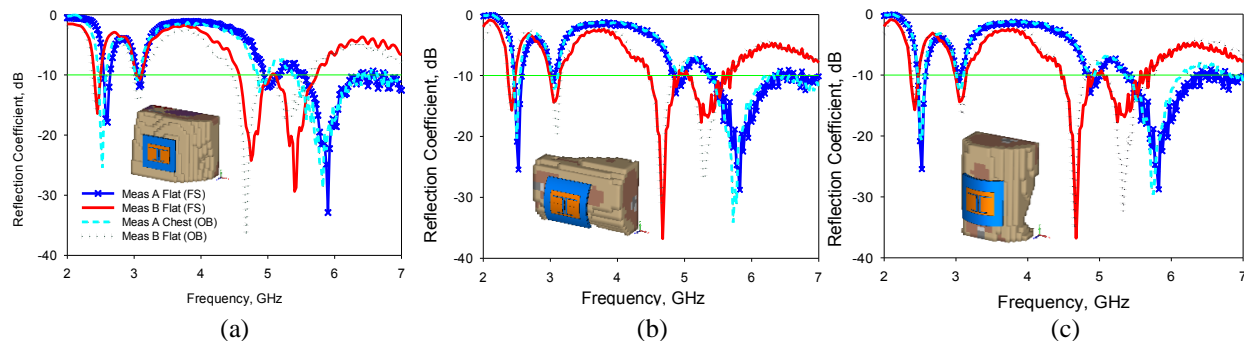 Reflection Coefficient, dB
0
-10
-20
-30
-40
Meas A Flat (FS)
Meas B Flat (FS)
Meas A Chest (OB)
Meas B Flat (OB)
2 3 4 5 6 7
Frequency, GHz
(a)
Reflection Coefficient, dB
0
-10
-20
-30
-40
2 3 4 5 6 7
Frequency, GHz
(b)
Reflection Coefficient, dB
0
-10
-20
-30
-40
2 3 4 5 6 7
Frequency, GHz
(c)